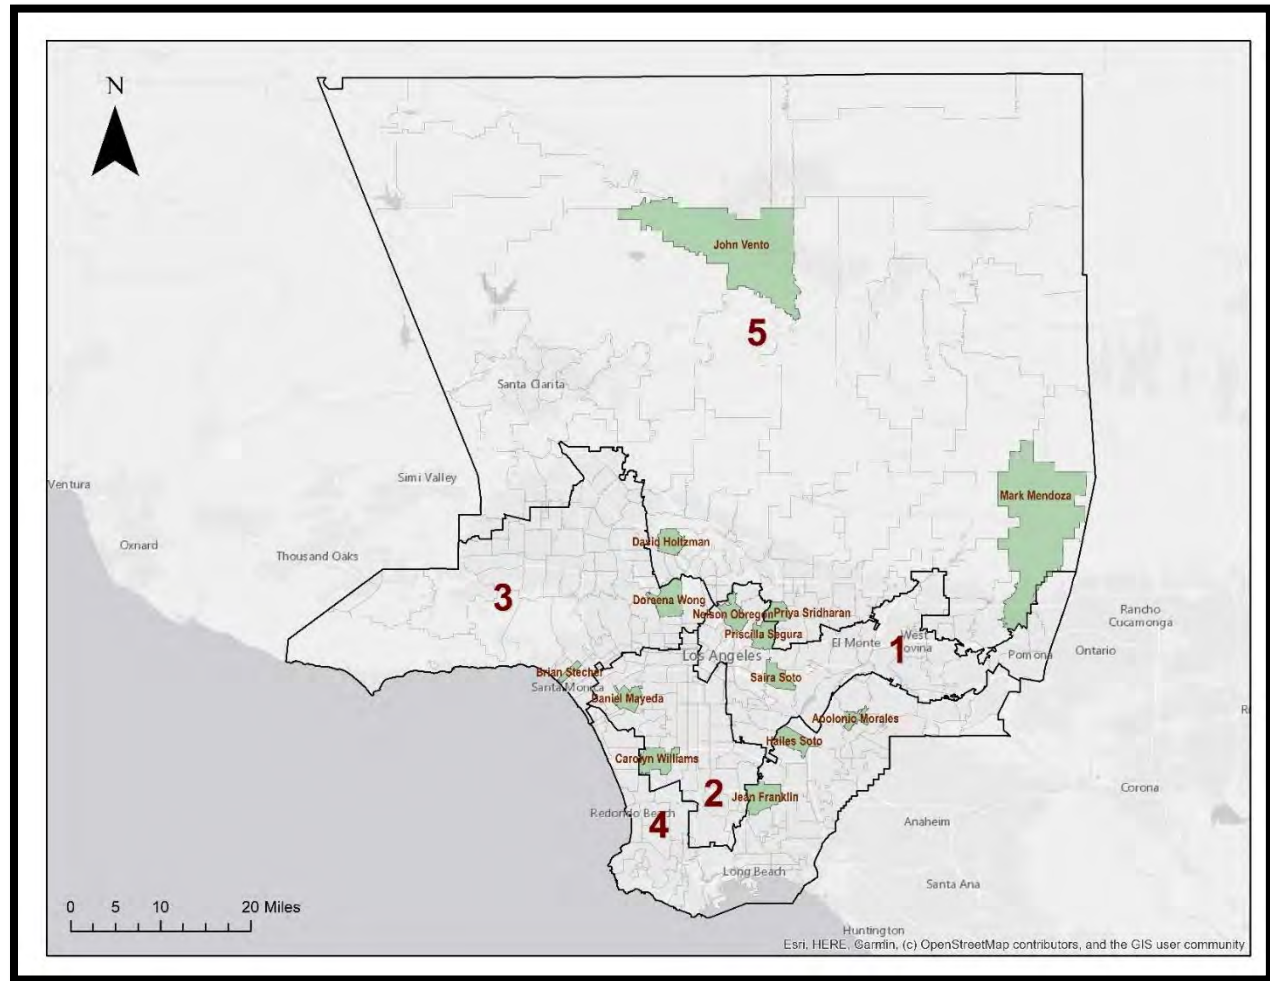 N
John Vento
5
Santa Clarita
Simi Valley
Ventura
Mark Mendoza
Oxnard
Thousand Oaks
David Holtzman
3
Doreena Wong
Nelson Obregon
Priya Sridharan
Priscilla Segura
Rancho
Cucamonga
El Monte
West
Covina
1
Los Angeles
Pomona
Ontario
Brian Stecher
Santa Monica
Saira Soto
Daniel Mayeda
Apolonio Morales
Hailes Soto
Carolyn Williams
2
Jean Franklin
Corona
Redondo Beach
4
Anaheim
Long Beach
Santa Ana
0 5 10 20 Miles
Huntington
Esri, HERE, Garmin, (c) OpenStreetMap contributors, and the GIS user community